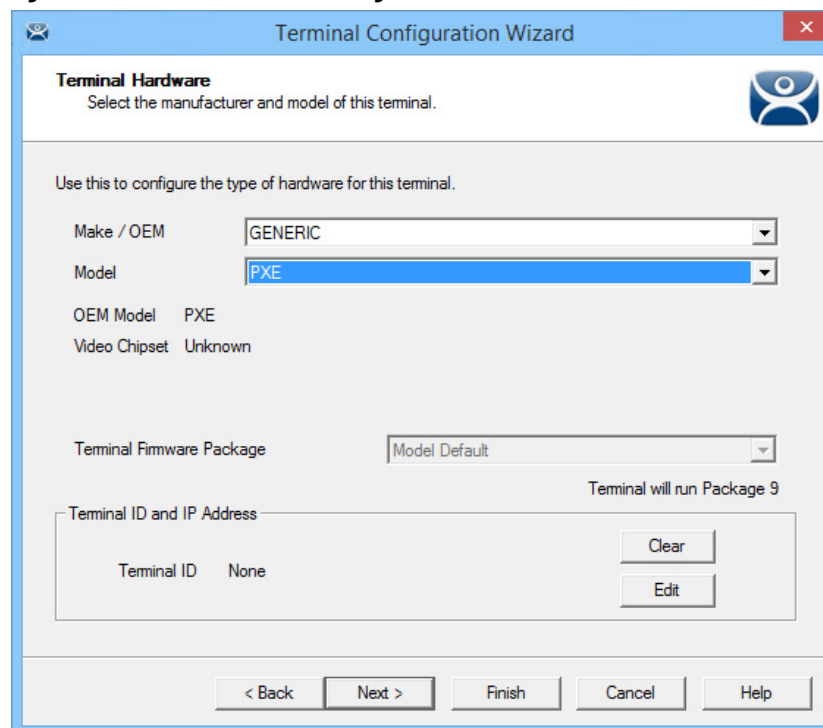 Terminal Configuration Wizard
Terminal Hardware
Select the manufacturer and model of this terminal.
Use this to configure the type of hardware for this terminal.
Make / OEM GENERIC
Model PXE
OEM Model PXE
Video Chipset Unknown
Terminal Firmware Package Model Default
Terminal will run Package 9
Terminal ID and IP Address
Clear
Terminal ID None
Edit
< Back Next > Finish Cancel Help